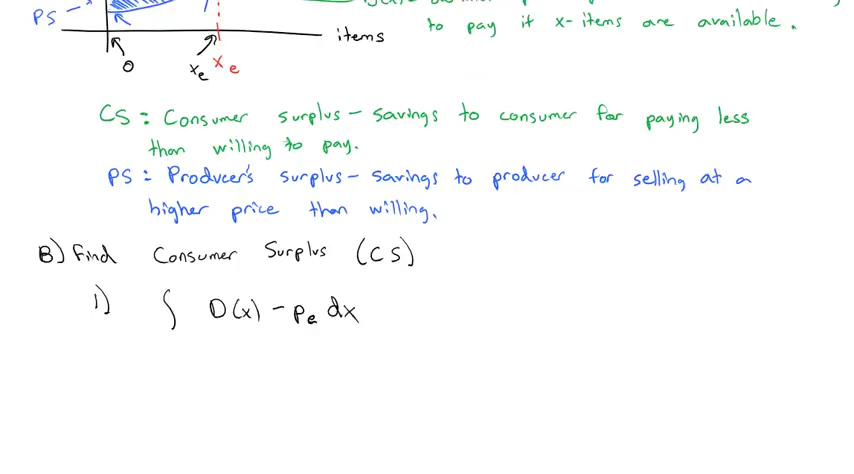 to pay if x-items are available.
PS →
items
0
xe
xe
CS: Consumer surplus – savings to consumer for paying less
than willing to pay.
PS: Producer's surplus – savings to producer for selling at a
higher price than willing.
B) Find Consumer Surplus (CS)
1) ∫ D(x) – pe dx